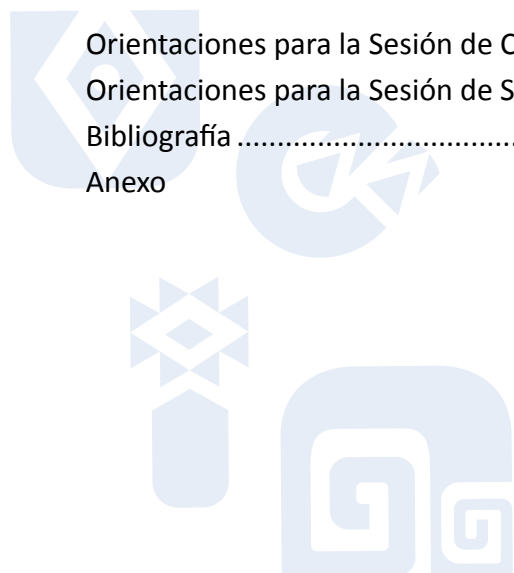 Orientaciones para la Sesión de
Orientaciones para la Sesión de
Bibliografía ...................................
Anexo